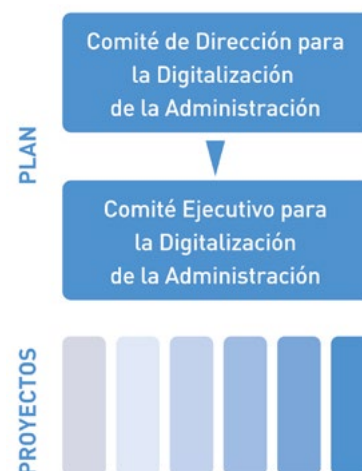 PLAN
Comité de Dirección para
la Digitalización
de la Administración
Comité Ejecutivo para
la Digitalización
de la Administración
PROYECTOS